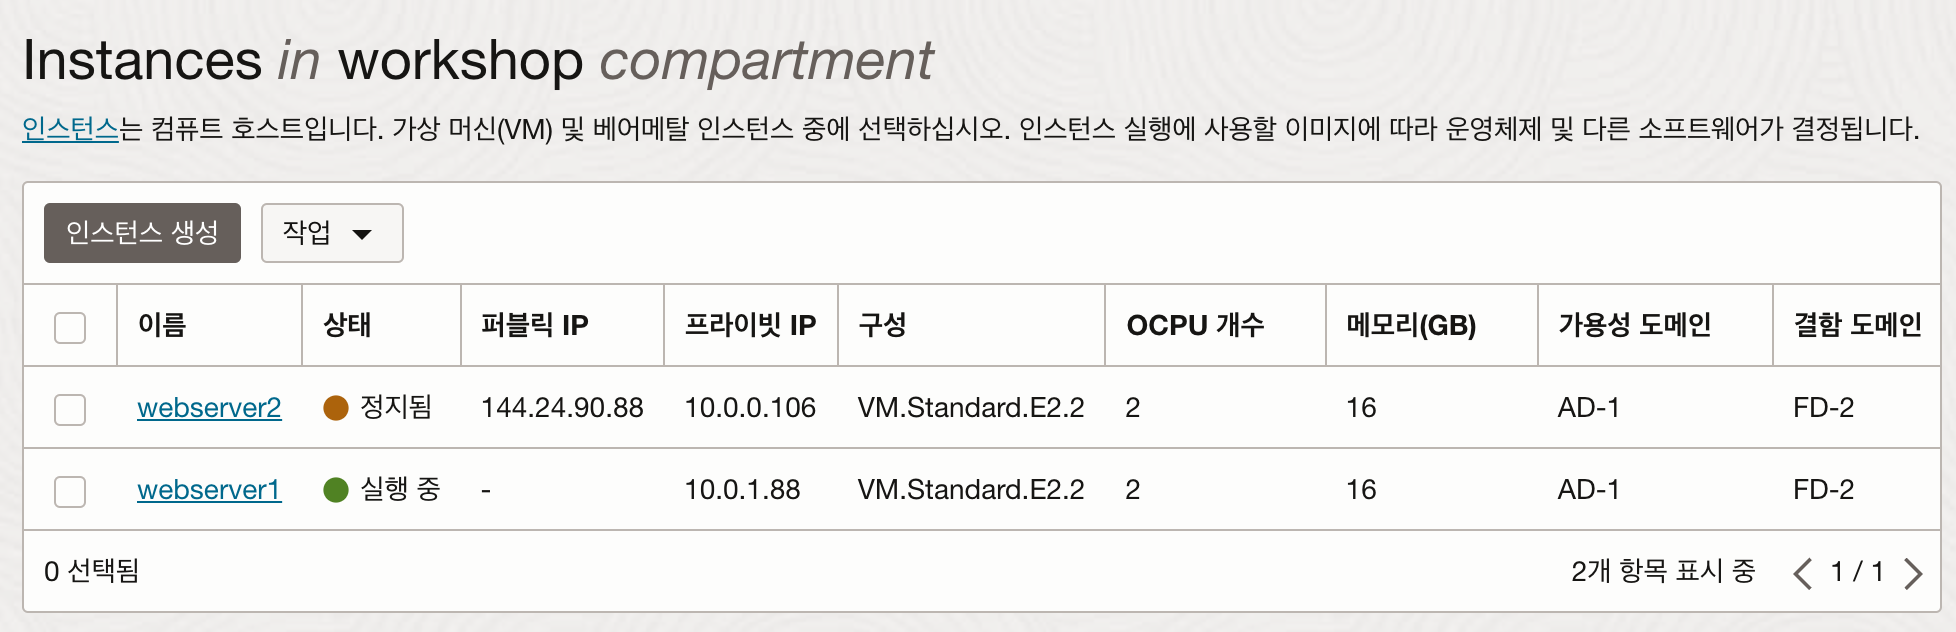 Instances in workshop compartment
인스턴스는 컴퓨트 호스트입니다. 가상 머신(VM) 및 베어메탈 인스턴스 중에 선택하십시오. 인스턴스 실행에 사용할 이미지에 따라 운영체제 및 다른 소프트웨어가 결정됩니다.
인스턴스 생성 작업
이름 상태 퍼블릭 IP 프라이빗 IP 구성 OCPU 개수 메모리(GB) 가용성 도메인 결함 도메인
webserver2 정지됨 144.24.90.88 10.0.0.106 VM.Standard.E2.2 2 16 AD-1 FD-2
webserver1 실행 중 - 10.0.1.88 VM.Standard.E2.2 2 16 AD-1 FD-2
0 선택됨 2개 항목 표시 중 1 / 1